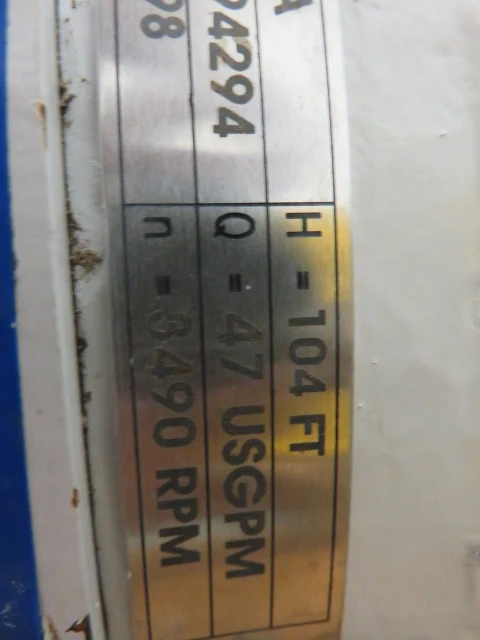 A
H = 104 FT
94294
Q = 47 USGPM
98
n = 3490 RPM